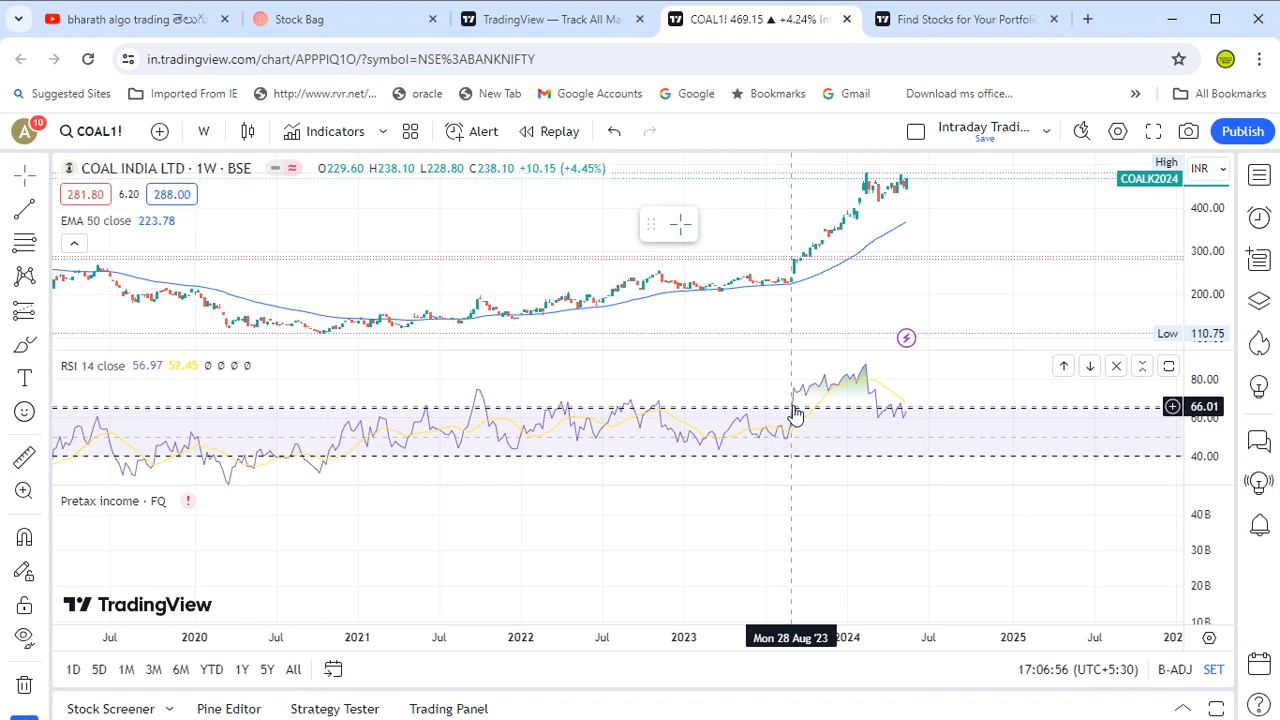 bharath algo trading తెలుగు
Stock Bag
TradingView — Track All Ma
COAL1! 469.15 ▲ +4.24% In
Find Stocks for Your Portfolio
in.tradingview.com/chart/APPPIQ1O/?symbol=NSE%3ABANKNIFTY
Suggested Sites
Imported From IE
http://www.rvr.net/...
oracle
New Tab
Google Accounts
Google
Bookmarks
Gmail
Download ms office...
»
All Bookmarks
A
10
COAL1!
W
Indicators
Alert
Replay
Intraday Tradi...
Save
Publish
COAL INDIA LTD · 1W · BSE
O229.60 H238.10 L228.80 C238.10 +10.15 (+4.45%)
High
INR
COALK2024
281.80
6.20
288.00
EMA 50 close 223.78
400.00
300.00
200.00
Low
110.75
RSI 14 close 56.97 52.45 ∅ ∅ ∅ ∅
80.00
66.01
60.00
40.00
Pretax income · FQ
!
40 B
30 B
20 B
10 B
TradingView
Jul
2020
Jul
2021
Jul
2022
Jul
2023
Mon 28 Aug '23
2024
Jul
2025
Jul
202
1D
5D
1M
3M
6M
YTD
1Y
5Y
All
17:06:56 (UTC+5:30)
B-ADJ
SET
Stock Screener
Pine Editor
Strategy Tester
Trading Panel